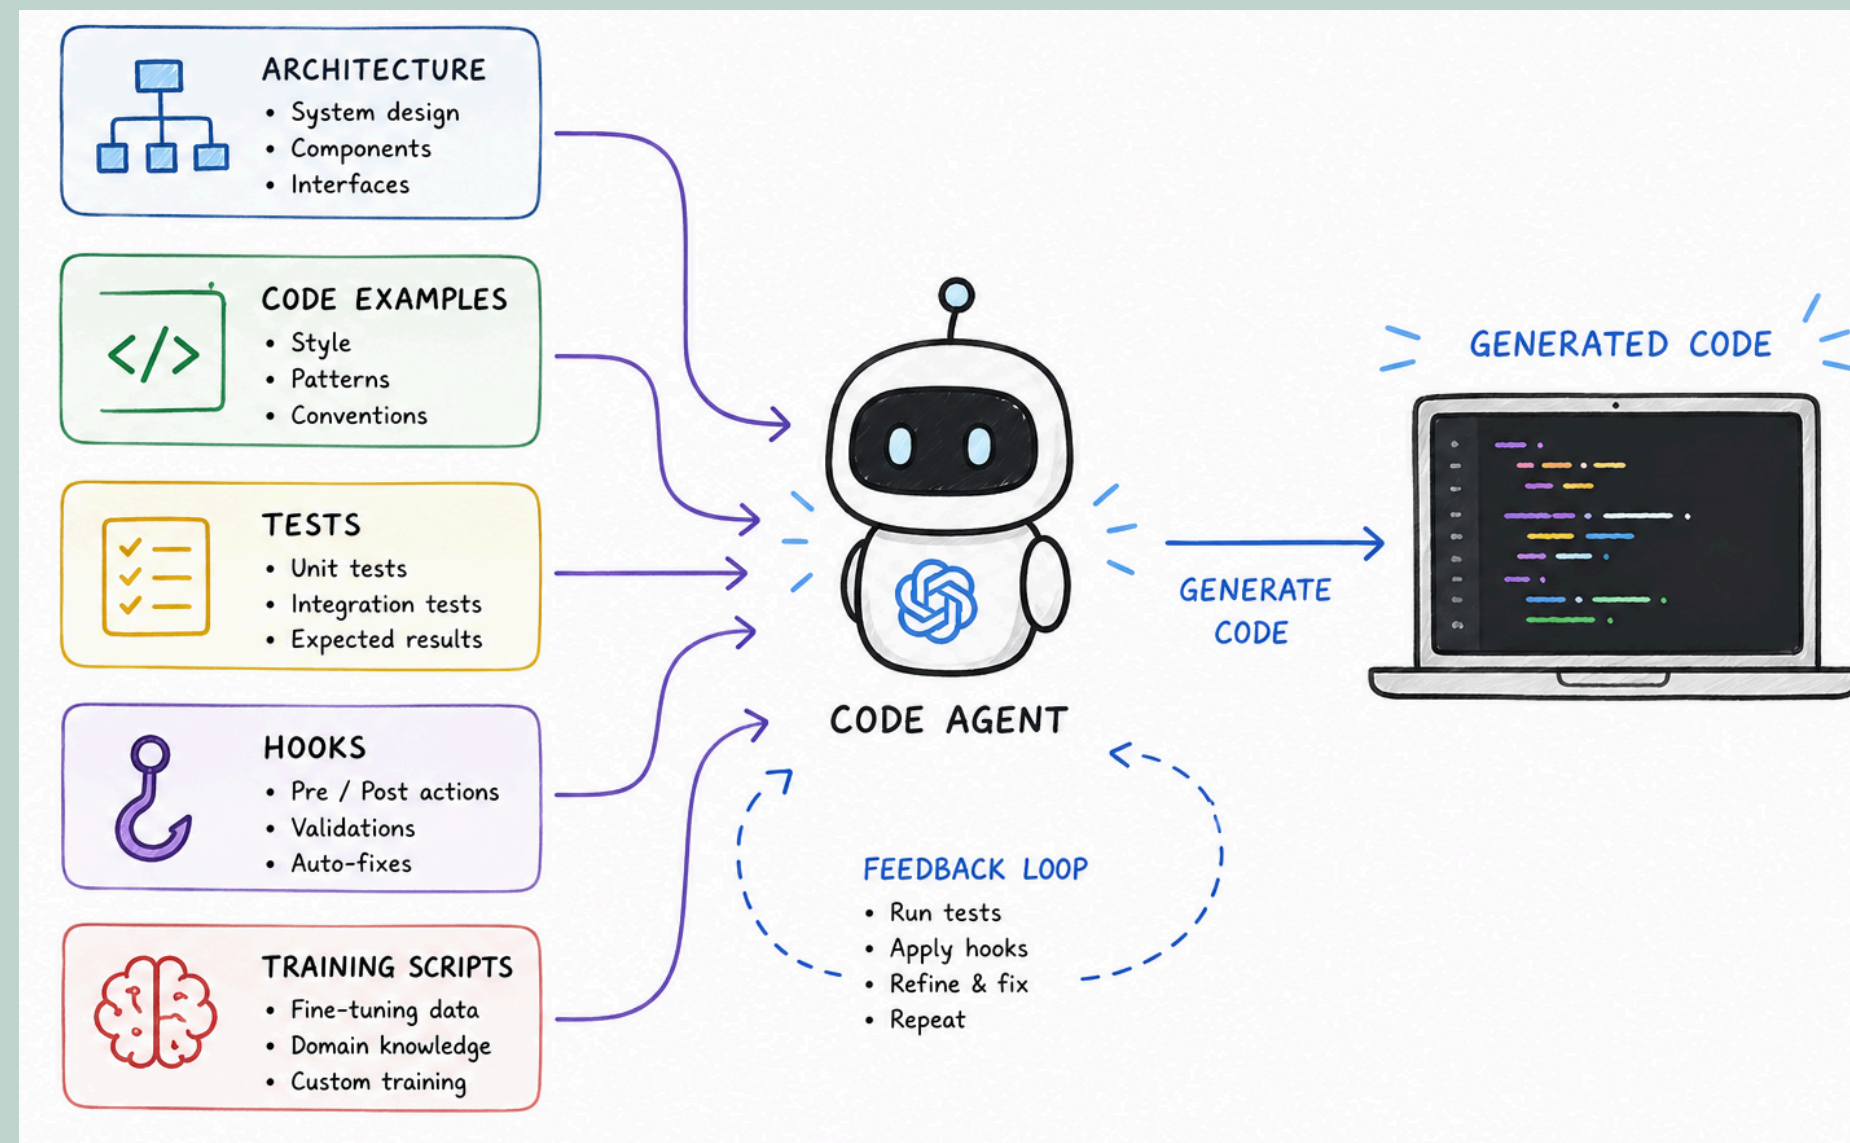 ARCHITECTURE
• System design
• Components
• Interfaces
CODE EXAMPLES
• Style
• Patterns
• Conventions
</>
TESTS
• Unit tests
• Integration tests
• Expected results
HOOKS
• Pre / Post actions
• Validations
• Auto-fixes
TRAINING SCRIPTS
• Fine-tuning data
• Domain knowledge
• Custom training
CODE AGENT
FEEDBACK LOOP
• Run tests
• Apply hooks
• Refine & fix
• Repeat
GENERATE
CODE
GENERATED CODE